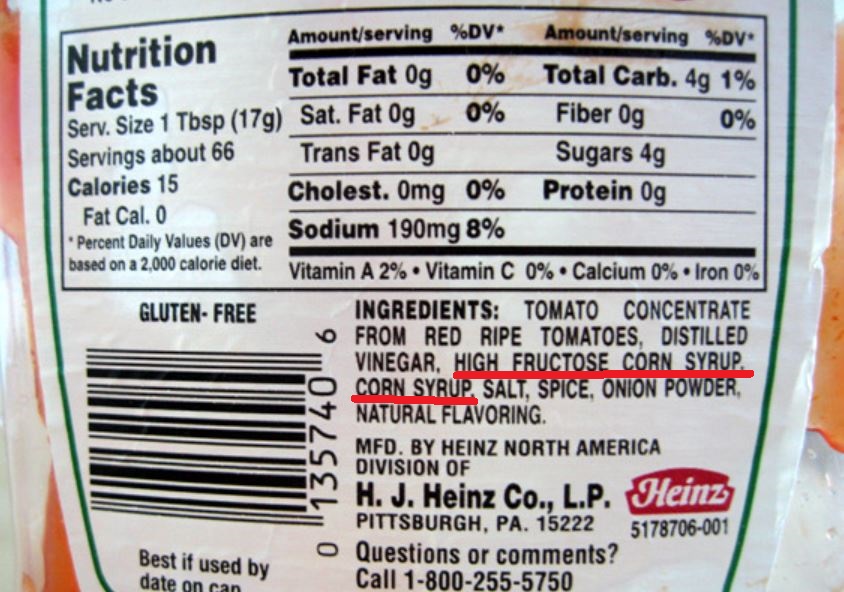 Nutrition
Facts
Serv. Size 1 Tbsp (17g)
Servings about 66
Calories 15
Fat Cal. 0
* Percent Daily Values (DV) are
based on a 2,000 calorie diet.
Amount/serving %DV*
Total Fat 0g 0%
Sat. Fat 0g 0%
Trans Fat 0g
Cholest. 0mg 0%
Sodium 190mg 8%
Amount/serving %DV*
Total Carb. 4g 1%
Fiber 0g 0%
Sugars 4g
Protein 0g
Vitamin A 2% • Vitamin C 0% • Calcium 0% • Iron 0%
GLUTEN- FREE
0 135740 6
Best if used by
date on cap
INGREDIENTS: TOMATO CONCENTRATE
FROM RED RIPE TOMATOES, DISTILLED
VINEGAR, HIGH FRUCTOSE CORN SYRUP,
CORN SYRUP, SALT, SPICE, ONION POWDER,
NATURAL FLAVORING.
MFD. BY HEINZ NORTH AMERICA
DIVISION OF
H. J. Heinz Co., L.P.
PITTSBURGH, PA. 15222
Heinz
5178706-001
Questions or comments?
Call 1-800-255-5750